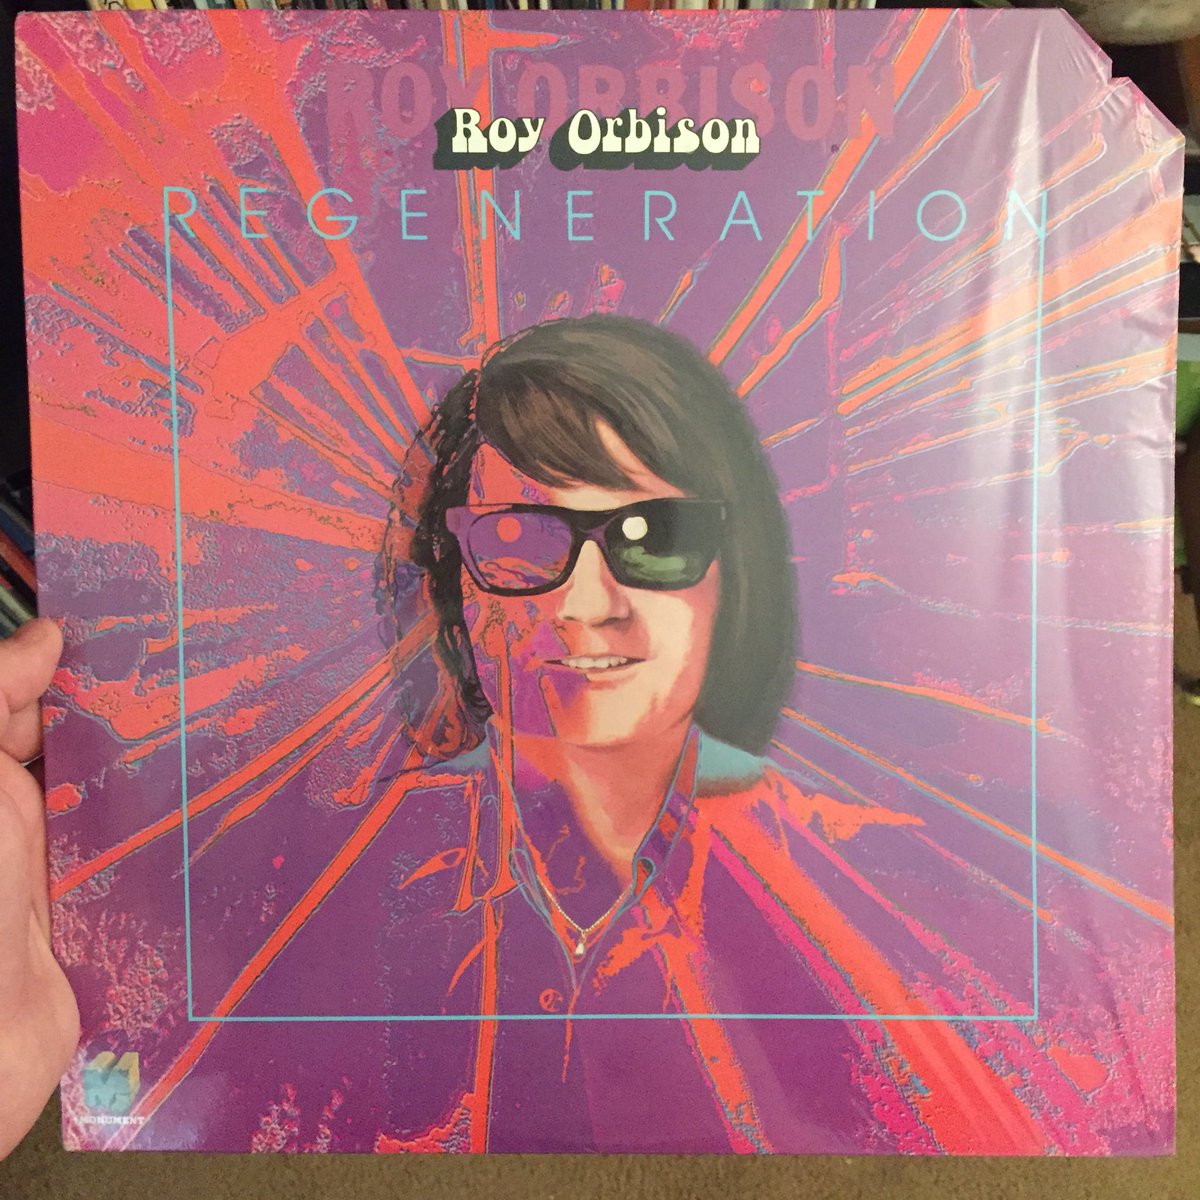 ROY ORBISON
Roy Orbison
REGENERATION
MONUMENT